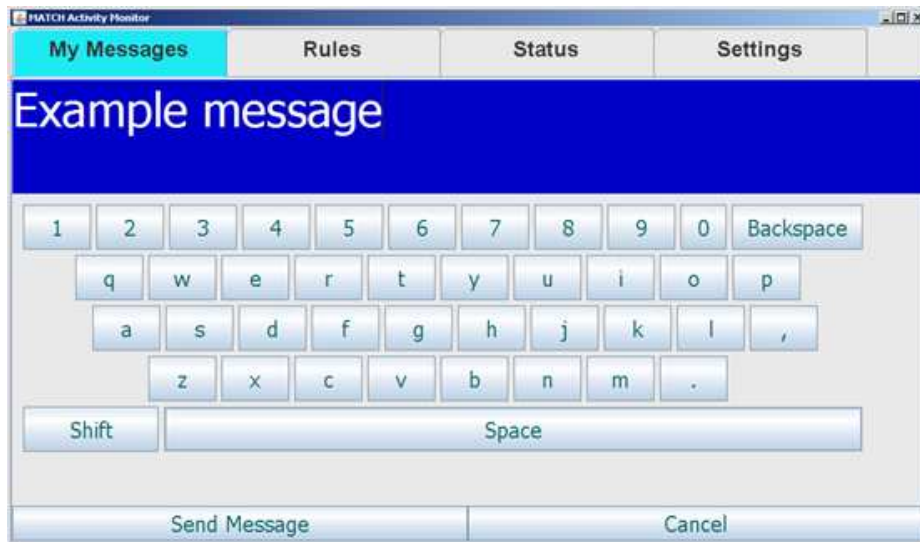 MATCH Activity Monitor
My Messages Rules Status Settings
Example message
1 2 3 4 5 6 7 8 9 0 Backspace
q w e r t y u i o p
a s d f g h j k l ,
z x c v b n m .
Shift Space
Send Message Cancel